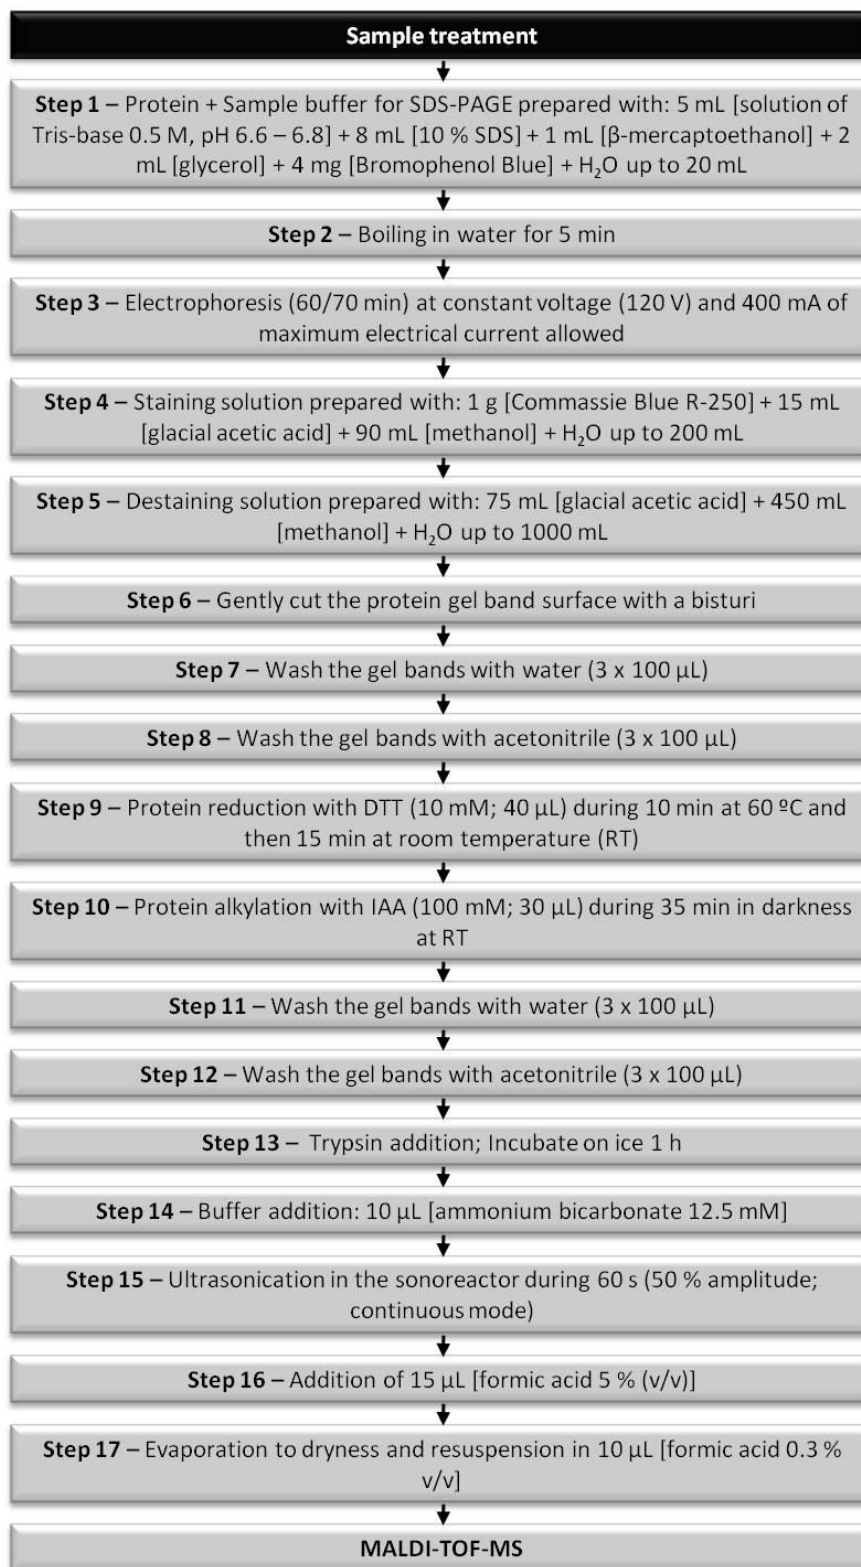 Sample treatment
Step 1 – Protein + Sample buffer for SDS-PAGE prepared with: 5 mL [solution of
Tris-base 0.5 M, pH 6.6 – 6.8] + 8 mL [10 % SDS] + 1 mL [β-mercaptoethanol] + 2
mL [glycerol] + 4 mg [Bromophenol Blue] + H₂O up to 20 mL
Step 2 – Boiling in water for 5 min
Step 3 – Electrophoresis (60/70 min) at constant voltage (120 V) and 400 mA of
maximum electrical current allowed
Step 4 – Staining solution prepared with: 1 g [Commassie Blue R-250] + 15 mL
[glacial acetic acid] + 90 mL [methanol] + H₂O up to 200 mL
Step 5 – Destaining solution prepared with: 75 mL [glacial acetic acid] + 450 mL
[methanol] + H₂O up to 1000 mL
Step 6 – Gently cut the protein gel band surface with a bisturi
Step 7 – Wash the gel bands with water (3 x 100 μL)
Step 8 – Wash the gel bands with acetonitrile (3 x 100 μL)
Step 9 – Protein reduction with DTT (10 mM; 40 μL) during 10 min at 60 ºC and
then 15 min at room temperature (RT)
Step 10 – Protein alkylation with IAA (100 mM; 30 μL) during 35 min in darkness
at RT
Step 11 – Wash the gel bands with water (3 x 100 μL)
Step 12 – Wash the gel bands with acetonitrile (3 x 100 μL)
Step 13 – Trypsin addition; Incubate on ice 1 h
Step 14 – Buffer addition: 10 μL [ammonium bicarbonate 12.5 mM]
Step 15 – Ultrasonication in the sonoreactor during 60 s (50 % amplitude;
continuous mode)
Step 16 – Addition of 15 μL [formic acid 5 % (v/v)]
Step 17 – Evaporation to dryness and resuspension in 10 μL [formic acid 0.3 %
v/v]
MALDI-TOF-MS